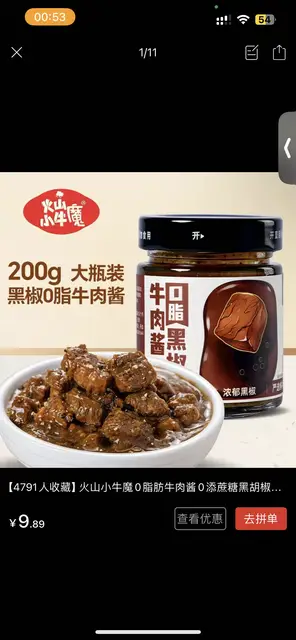 00:53
54
1/11
火山
小牛魔
200g 大瓶装
黑椒0脂牛肉酱
开▸
0脂黑椒
牛肉酱
浓郁黑椒
【4791人收藏】火山小牛魔0脂肪牛肉酱0添蔗糖黑胡椒...
¥9.89
查看优惠
去拼单